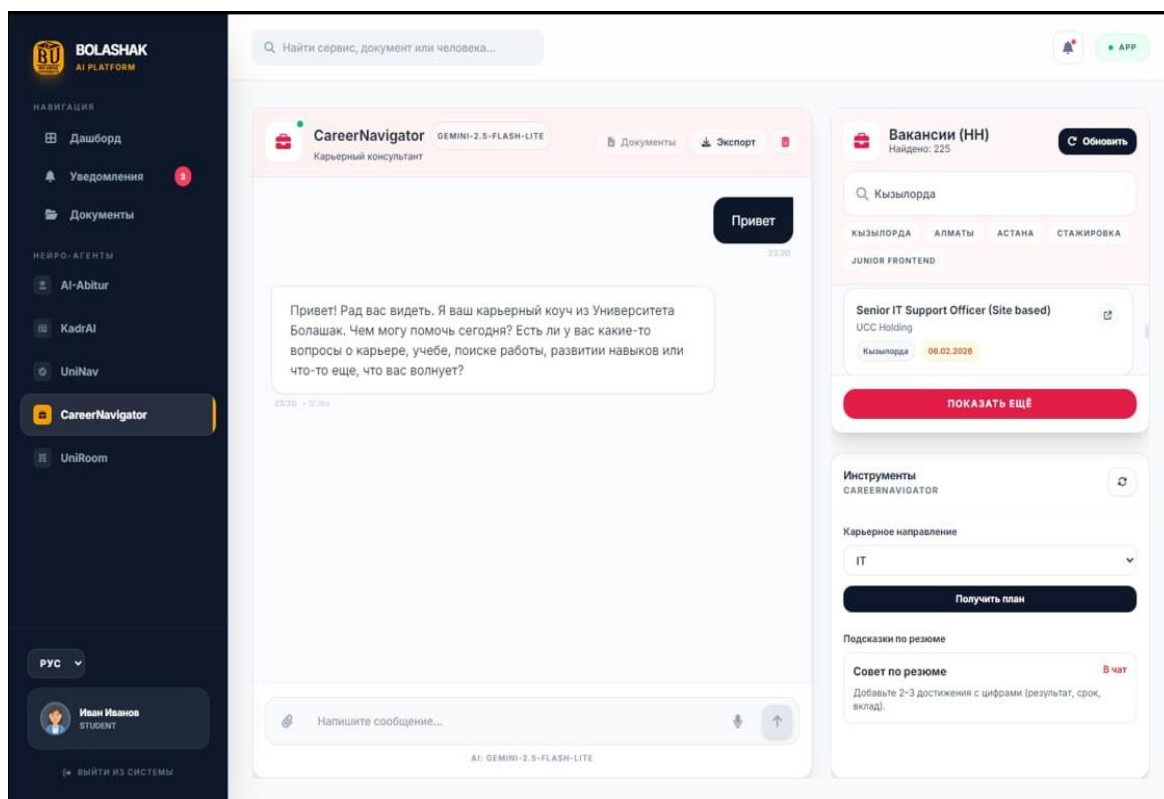 BU
BOLASHAK
AI PLATFORM
НАВИГАЦИЯ
Дашборд
Уведомления
3
Документы
НЕЙРО-АГЕНТЫ
AI-Abitur
KadrAI
UniNav
CareerNavigator
UniRoom
РУС
Иван Иванов
STUDENT
ВЫЙТИ ИЗ СИСТЕМЫ
Найти сервис, документ или человека...
APP
CareerNavigator
GEMINI-2.5-FLASH-LITE
Карьерный консультант
Документы
Экспорт
Привет
23:20
Привет! Рад вас видеть. Я ваш карьерный коуч из Университета
Болашак. Чем могу помочь сегодня? Есть ли у вас какие-то
вопросы о карьере, учебе, поиске работы, развитии навыков или
что-то еще, что вас волнует?
23:20
Напишите сообщение...
AI: GEMINI-2.5-FLASH-LITE
Вакансии (HH)
Найдено: 225
Обновить
Кызылорда
КЫЗЫЛОРДА АЛМАТЫ АСТАНА СТАЖИРОВКА
JUNIOR FRONTEND
Senior IT Support Officer (Site based)
UCC Holding
Кызылорда 06.02.2026
ПОКАЗАТЬ ЕЩЁ
Инструменты
CAREERNAVIGATOR
Карьерное направление
IT
Получить план
Подсказки по резюме
Совет по резюме
В чат
Добавьте 2–3 достижения с цифрами (результат, срок,
вклад).